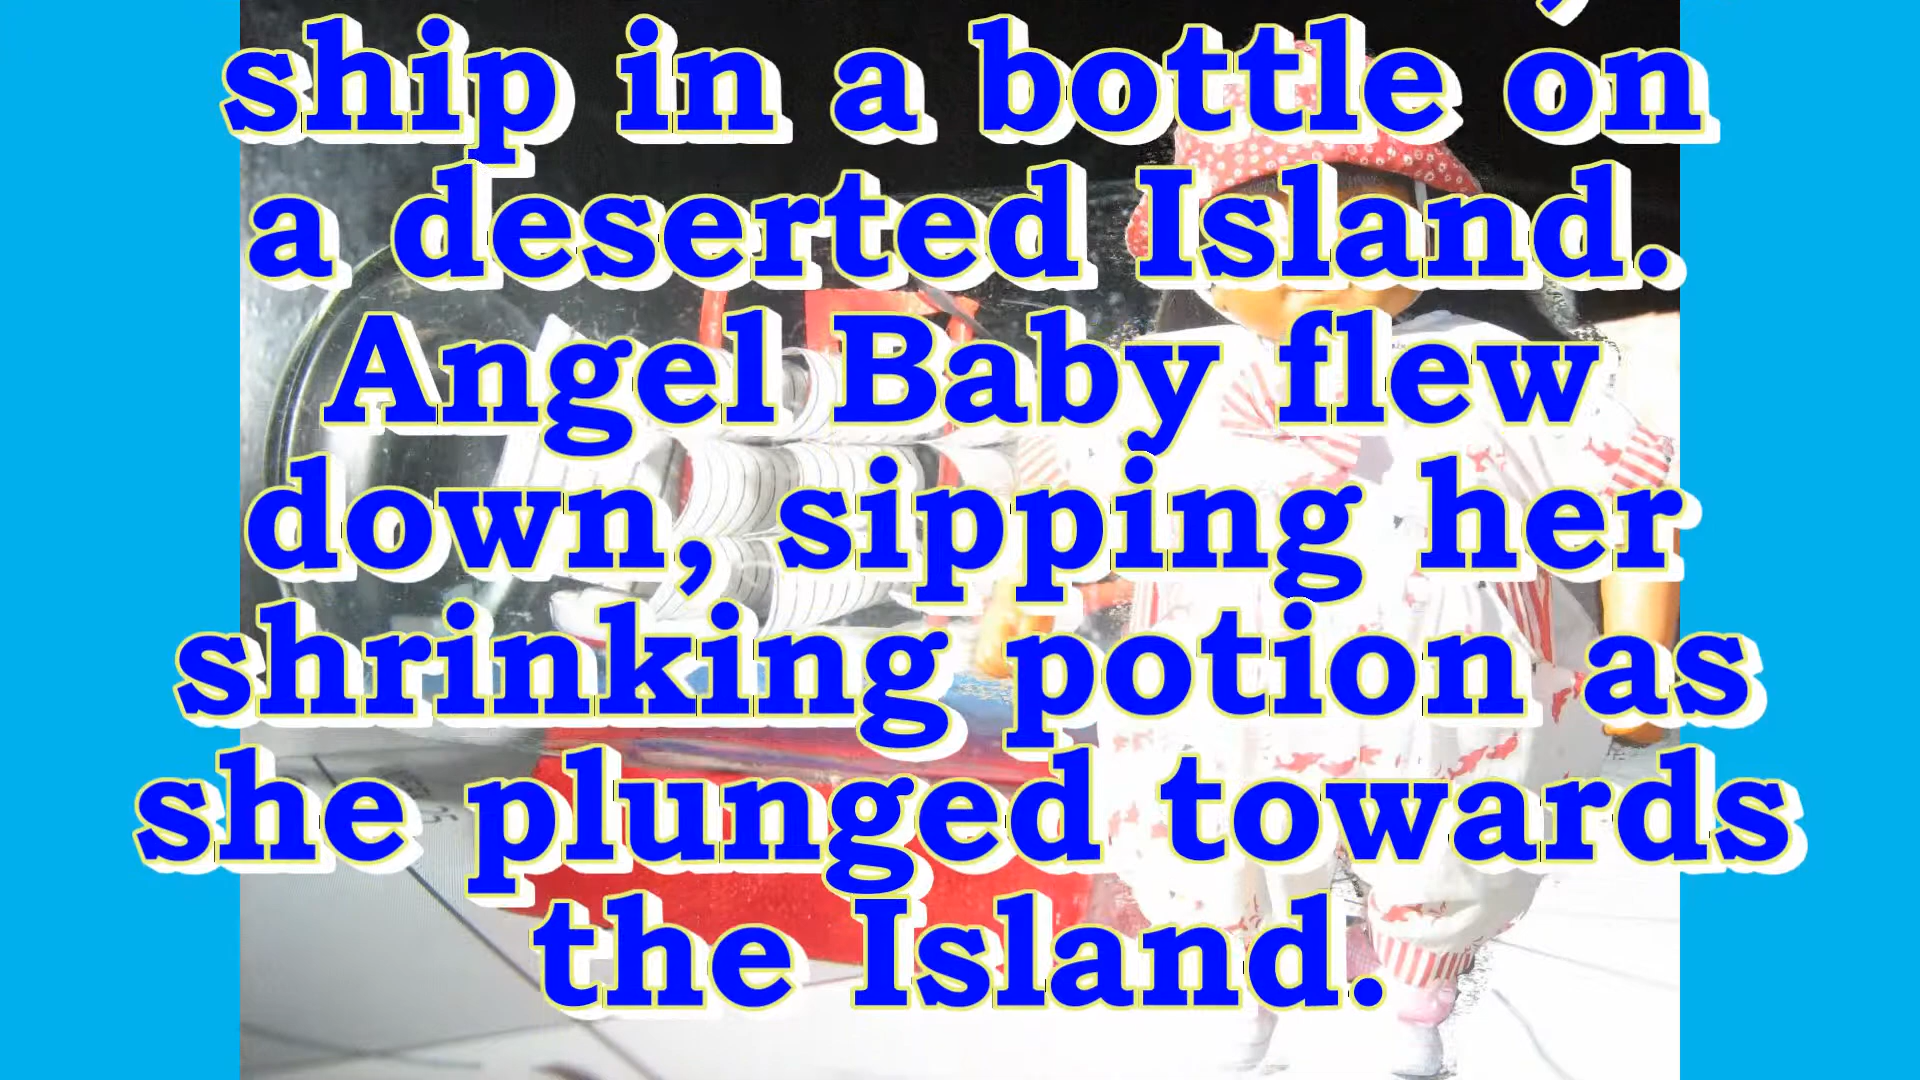 ship in a bottle on
a deserted Island.
Angel Baby flew
down, sipping her
shrinking potion as
she plunged towards
the Island.